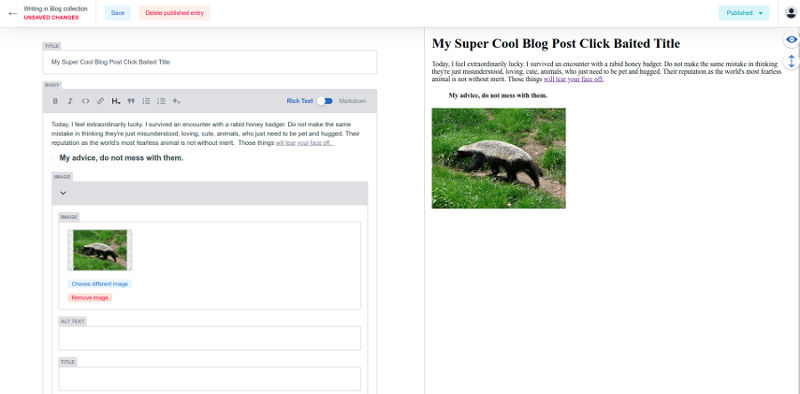 Writing in Blog collection
UNSAVED CHANGES
Save
Delete published entry
Published
TITLE
My Super Cool Blog Post Click Baited Title
BODY
B I H Rich Text Markdown
Today, I feel extraordinarily lucky. I survived an encounter with a rabid honey badger. Do not make the same
mistake in thinking they're just misunderstood, loving, cute, animals, who just need to be pet and hugged. Their
reputation as the world's most fearless animal is not without merit. Those things will tear your face off.
My advice, do not mess with them.
IMAGE
IMAGE
Choose different image
Remove image
ALT TEXT
TITLE
My Super Cool Blog Post Click Baited Title
Today, I feel extraordinarily lucky. I survived an encounter with a rabid honey badger. Do not make the same mistake in thinking
they're just misunderstood, loving, cute, animals, who just need to be pet and hugged. Their reputation as the world's most fearless
animal is not without merit. Those things will tear your face off.
My advice, do not mess with them.